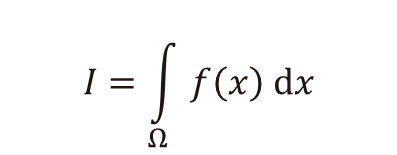 I = ∫Ω f(x) dx